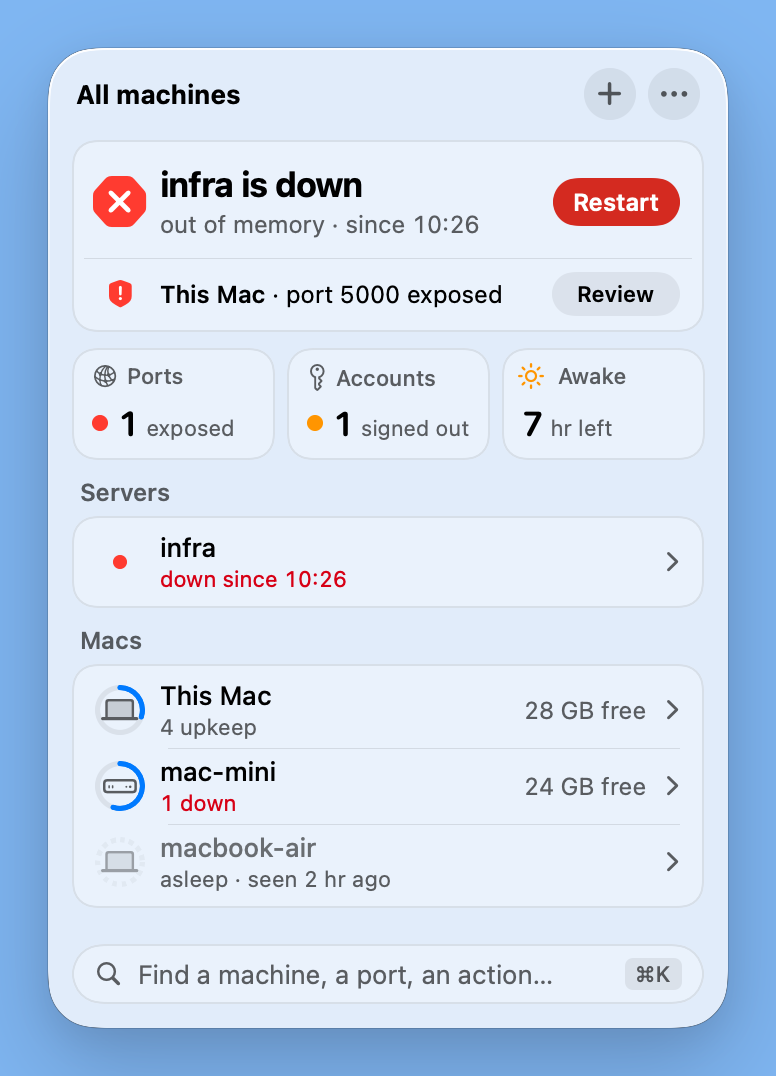 All machines
infra is down
out of memory · since 10:26
Restart
This Mac · port 5000 exposed
Review
Ports
1 exposed
Accounts
1 signed out
Awake
7 hr left
Servers
infra
down since 10:26
Macs
This Mac
4 upkeep
28 GB free
mac-mini
1 down
24 GB free
macbook-air
asleep · seen 2 hr ago
Find a machine, a port, an action...
⌘K